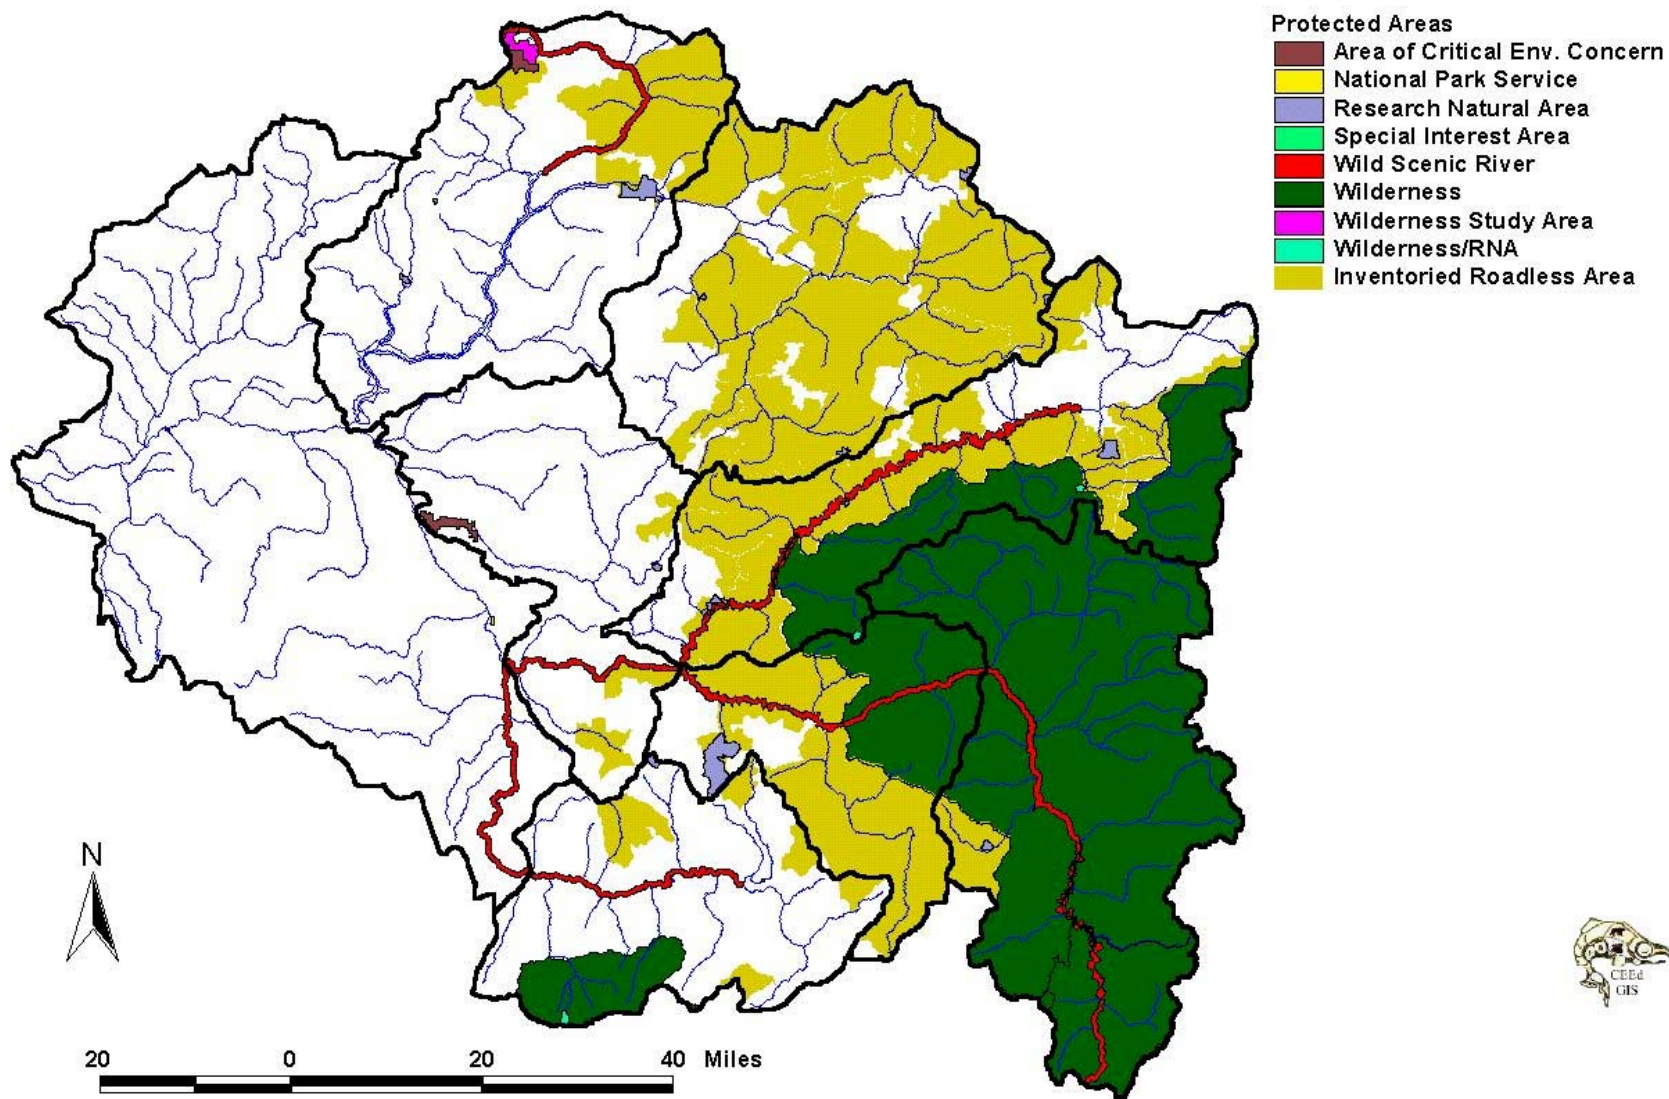 Protected Areas
Area of Critical Env. Concern
National Park Service
Research Natural Area
Special Interest Area
Wild Scenic River
Wilderness
Wilderness Study Area
Wilderness/RNA
Inventoried Roadless Area
N
CEEd
GIS
20 0 20 40 Miles